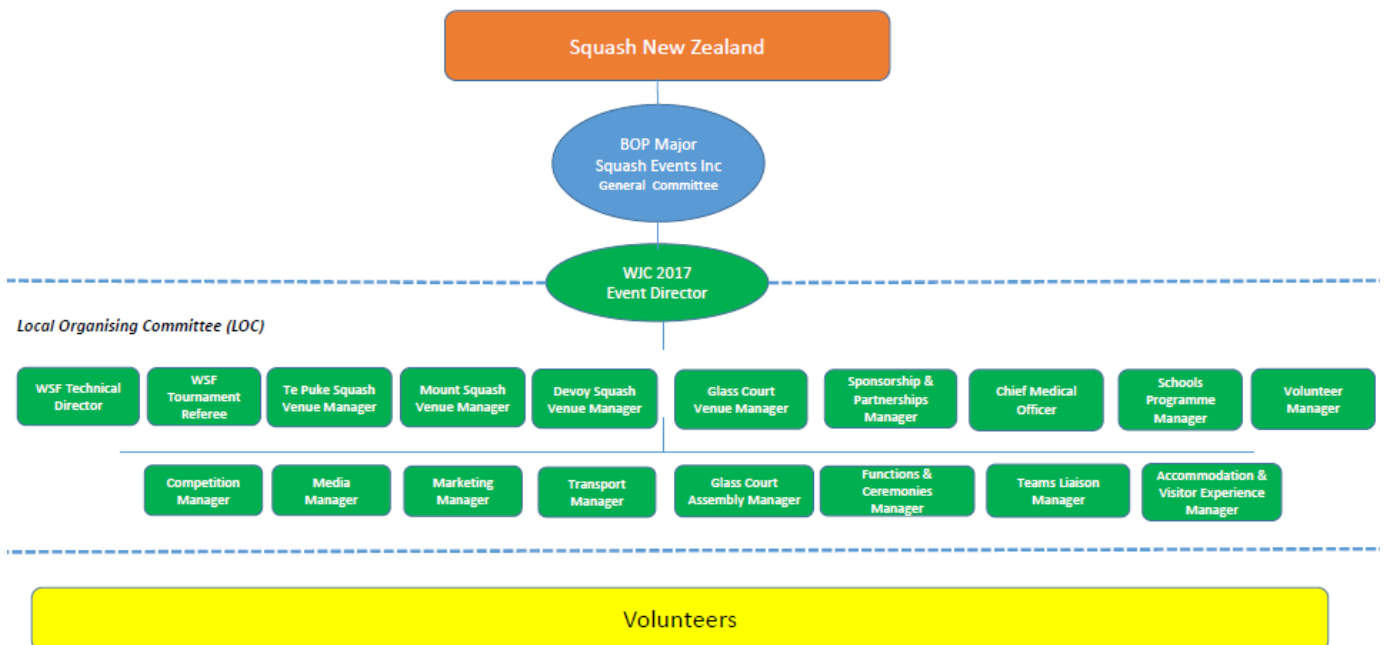 Squash New Zealand
BOP Major
Squash Events Inc
General Committee
WJC 2017
Event Director
Local Organising Committee (LOC)
WSF Technical
Director
WSF
Tournament
Referee
Te Puke Squash
Venue Manager
Mount Squash
Venue Manager
Devoy Squash
Venue Manager
Glass Court
Venue Manager
Sponsorship &
Partnerships
Manager
Chief Medical
Officer
Schools
Programme
Manager
Volunteer
Manager
Competition
Manager
Media
Manager
Marketing
Manager
Transport
Manager
Glass Court
Assembly Manager
Functions &
Ceremonies
Manager
Teams Liaison
Manager
Accommodation &
Visitor Experience
Manager
Volunteers